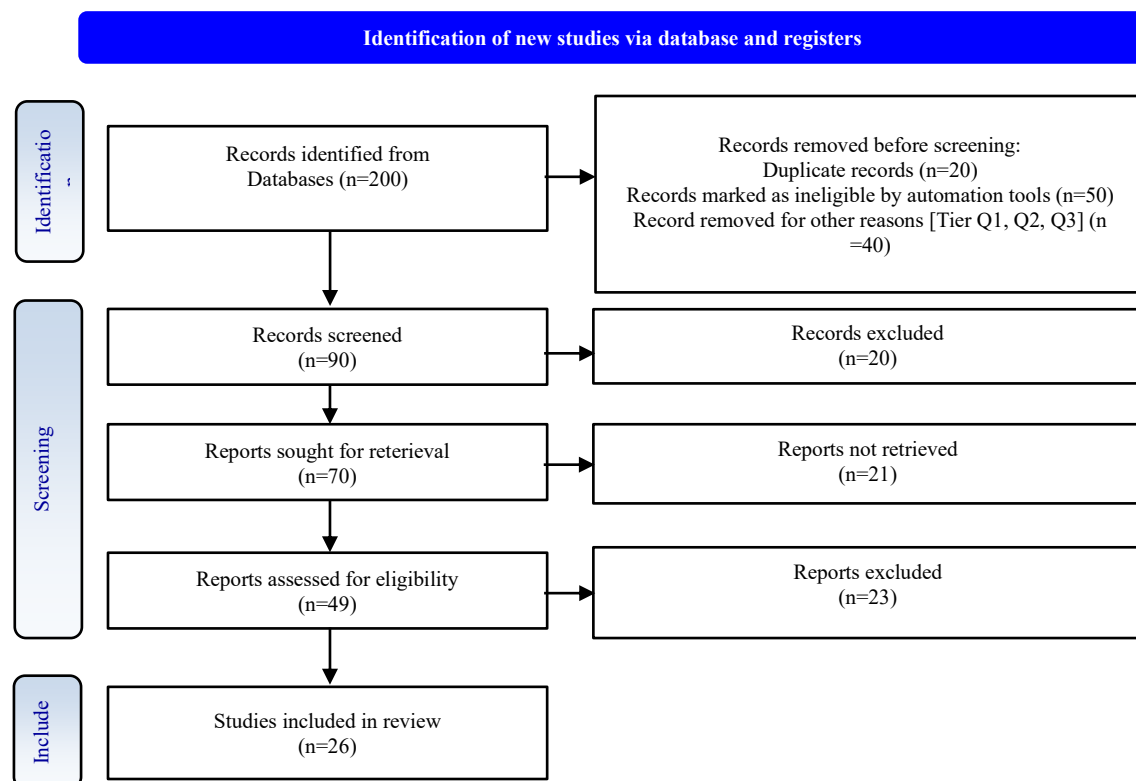 Identification of new studies via database and registers
Identificatio
n
Records identified from
Databases (n=200)
Records removed before screening:
Duplicate records (n=20)
Records marked as ineligible by automation tools (n=50)
Record removed for other reasons [Tier Q1, Q2, Q3] (n
=40)
Screening
Records screened
(n=90)
Records excluded
(n=20)
Reports sought for reterieval
(n=70)
Reports not retrieved
(n=21)
Reports assessed for eligibility
(n=49)
Reports excluded
(n=23)
Include
Studies included in review
(n=26)